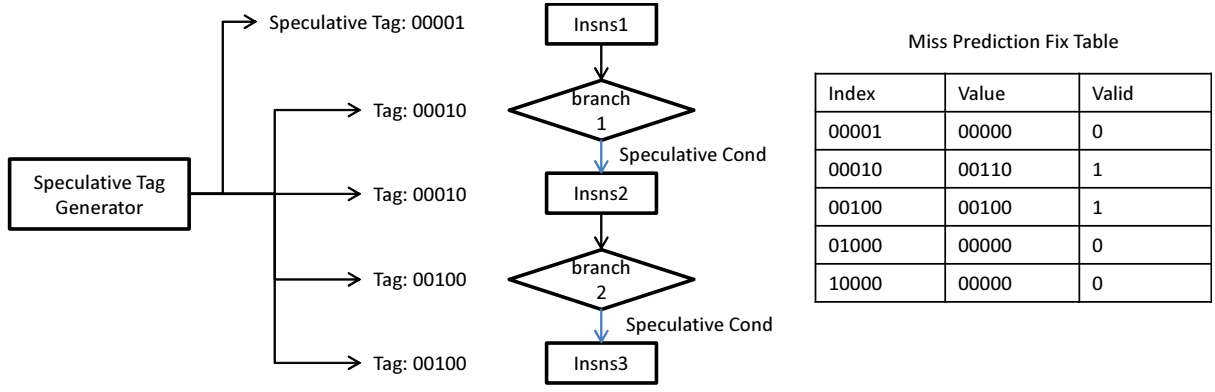 Speculative Tag: 00001
Insns1
Miss Prediction Fix Table
Tag: 00010
branch
1
Speculative Cond
Speculative Tag
Generator
Tag: 00010
Insns2
Tag: 00100
branch
2
Speculative Cond
Tag: 00100
Insns3
Index Value Valid
00001 00000 0
00010 00110 1
00100 00100 1
01000 00000 0
10000 00000 0